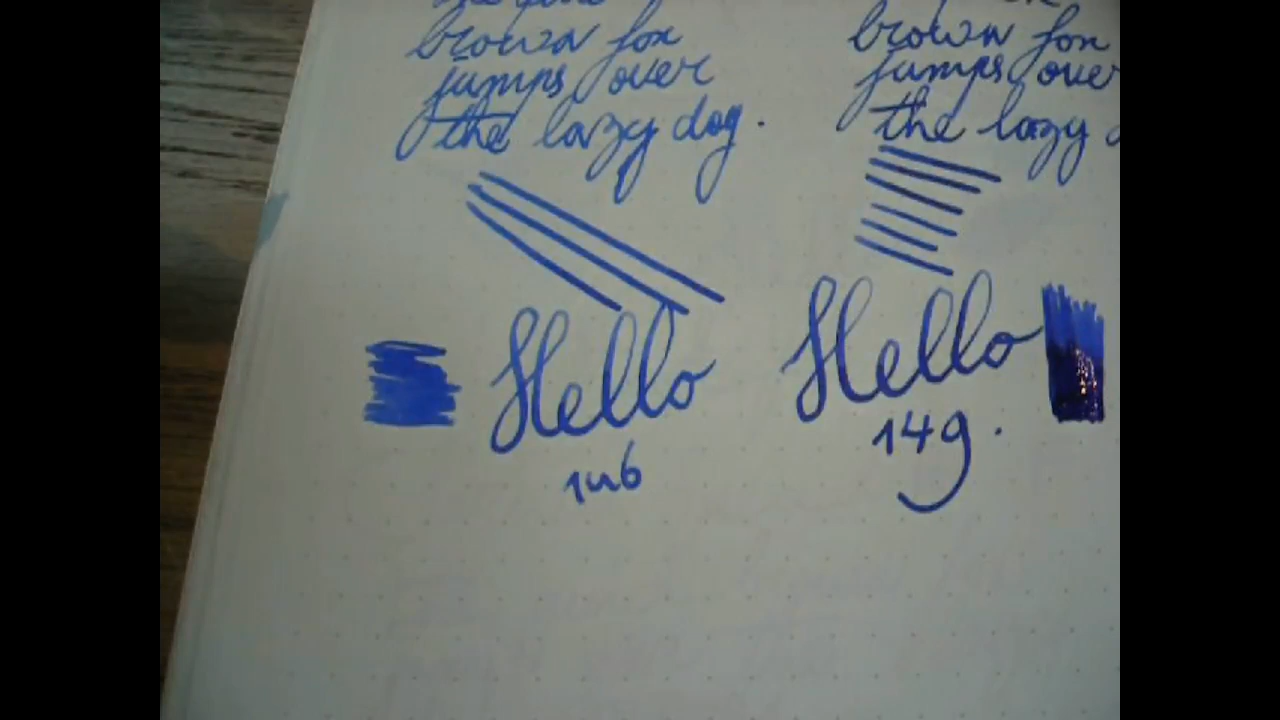 brown fox
jumps over
the lazy dog.
Hello
146
brown fox
jumps over
the lazy
Hello
149.